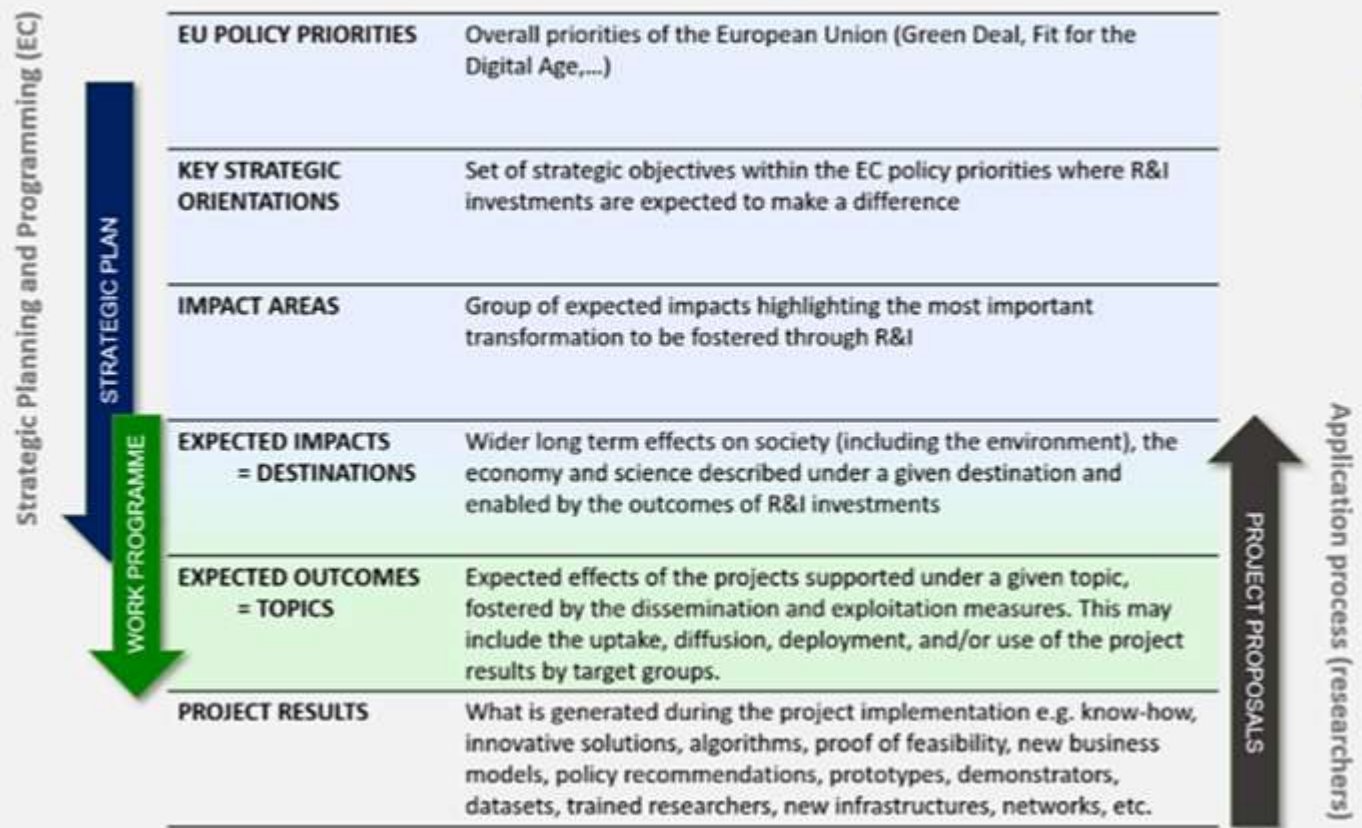 Strategic Planning and Programming (EC)
STRATEGIC PLAN
WORK PROGRAMME
EU POLICY PRIORITIES
Overall priorities of the European Union (Green Deal, Fit for the
Digital Age,...)
KEY STRATEGIC
ORIENTATIONS
Set of strategic objectives within the EC policy priorities where R&I
investments are expected to make a difference
IMPACT AREAS
Group of expected impacts highlighting the most important
transformation to be fostered through R&I
EXPECTED IMPACTS
= DESTINATIONS
Wider long term effects on society (including the environment), the
economy and science described under a given destination and
enabled by the outcomes of R&I investments
EXPECTED OUTCOMES
= TOPICS
Expected effects of the projects supported under a given topic,
fostered by the dissemination and exploitation measures. This may
include the uptake, diffusion, deployment, and/or use of the project
results by target groups.
PROJECT RESULTS
What is generated during the project implementation e.g. know-how,
innovative solutions, algorithms, proof of feasibility, new business
models, policy recommendations, prototypes, demonstrators,
datasets, trained researchers, new infrastructures, networks, etc.
PROJECT PROPOSALS
Application process (researchers)